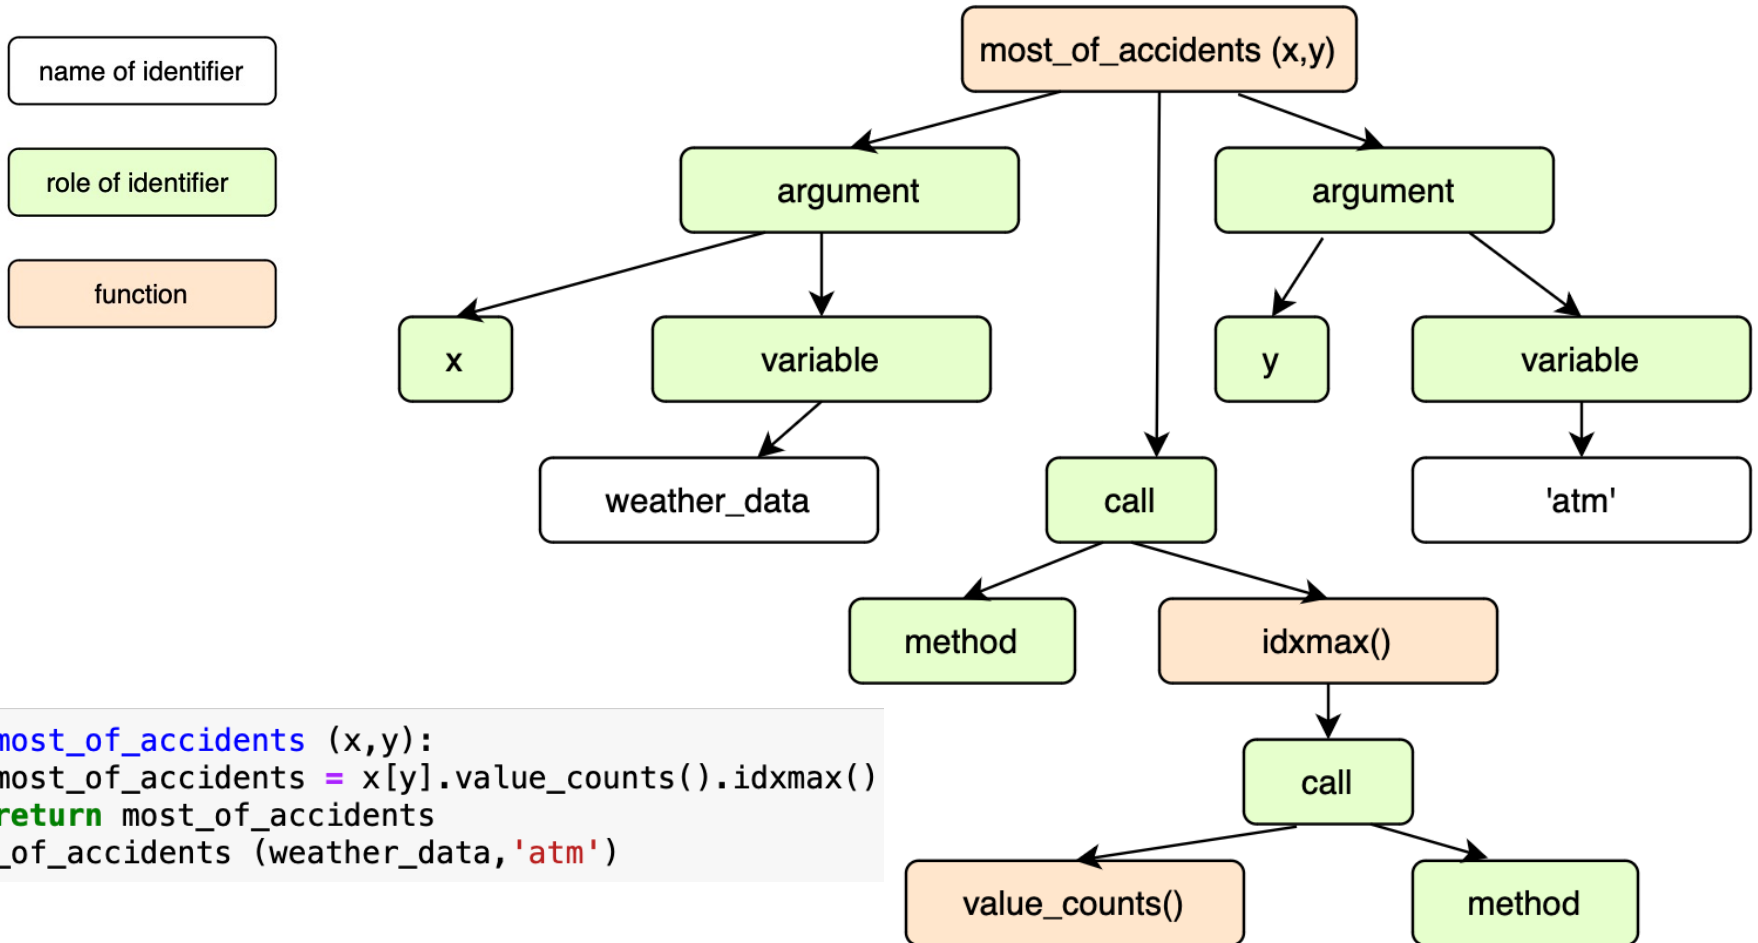 most_of_accidents (x,y)
name of identifier
role of identifier
argument
argument
function
x
variable
y
variable
weather_data
call
'atm'
method
idxmax()
most_of_accidents (x,y):
most_of_accidents = x[y].value_counts().idxmax()
return most_of_accidents
_of_accidents (weather_data,'atm')
call
value_counts()
method